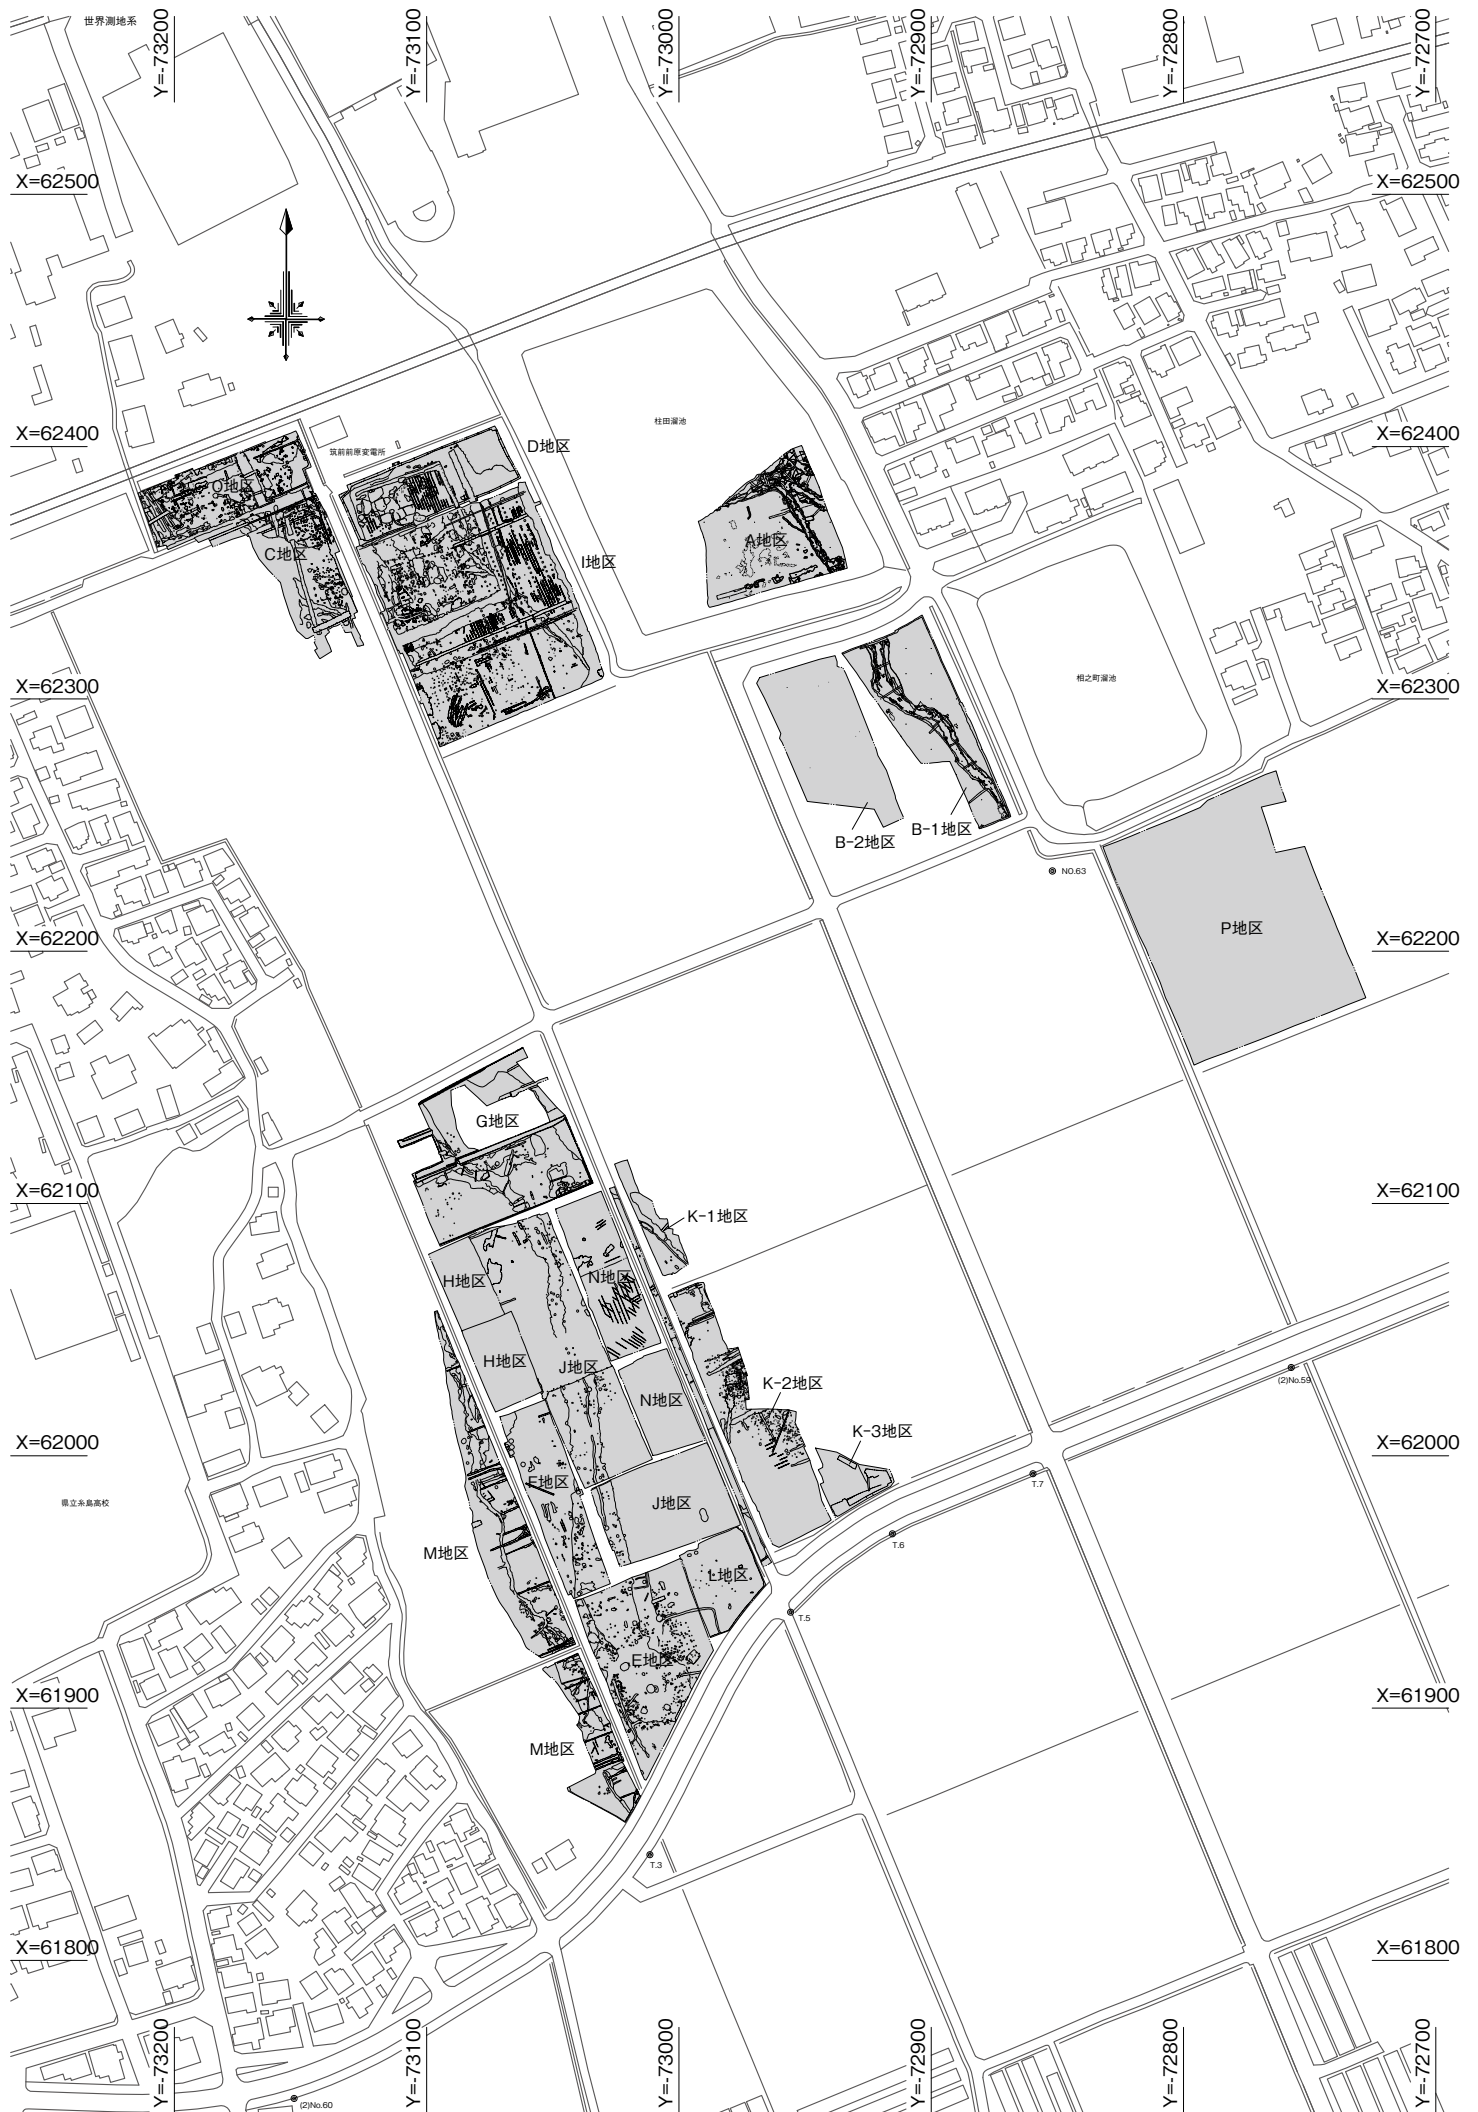 世界測地系
Y=-73200
Y=-73100
Y=-73000
Y=-72900
Y=-72800
Y=-72700
X=62500
X=62500
X=62400
X=62400
柱田溜池
筑前前原変電所
D地区
O地区
C地区
I地区
A地区
X=62300
X=62300
相之町溜池
B-2地区
B-1地区
NO.63
P地区
X=62200
X=62200
G地区
X=62100
X=62100
K-1地区
H地区
N地区
H地区
J地区
K-2地区
(2)No.59
N地区
K-3地区
X=62000
X=62000
F地区
T.7
県立糸島高校
J地区
T.6
M地区
L地区
T.5
E地区
X=61900
X=61900
M地区
T.3
X=61800
X=61800
Y=-73200
Y=-73100
Y=-73000
Y=-72900
Y=-72800
Y=-72700
(2)No.60